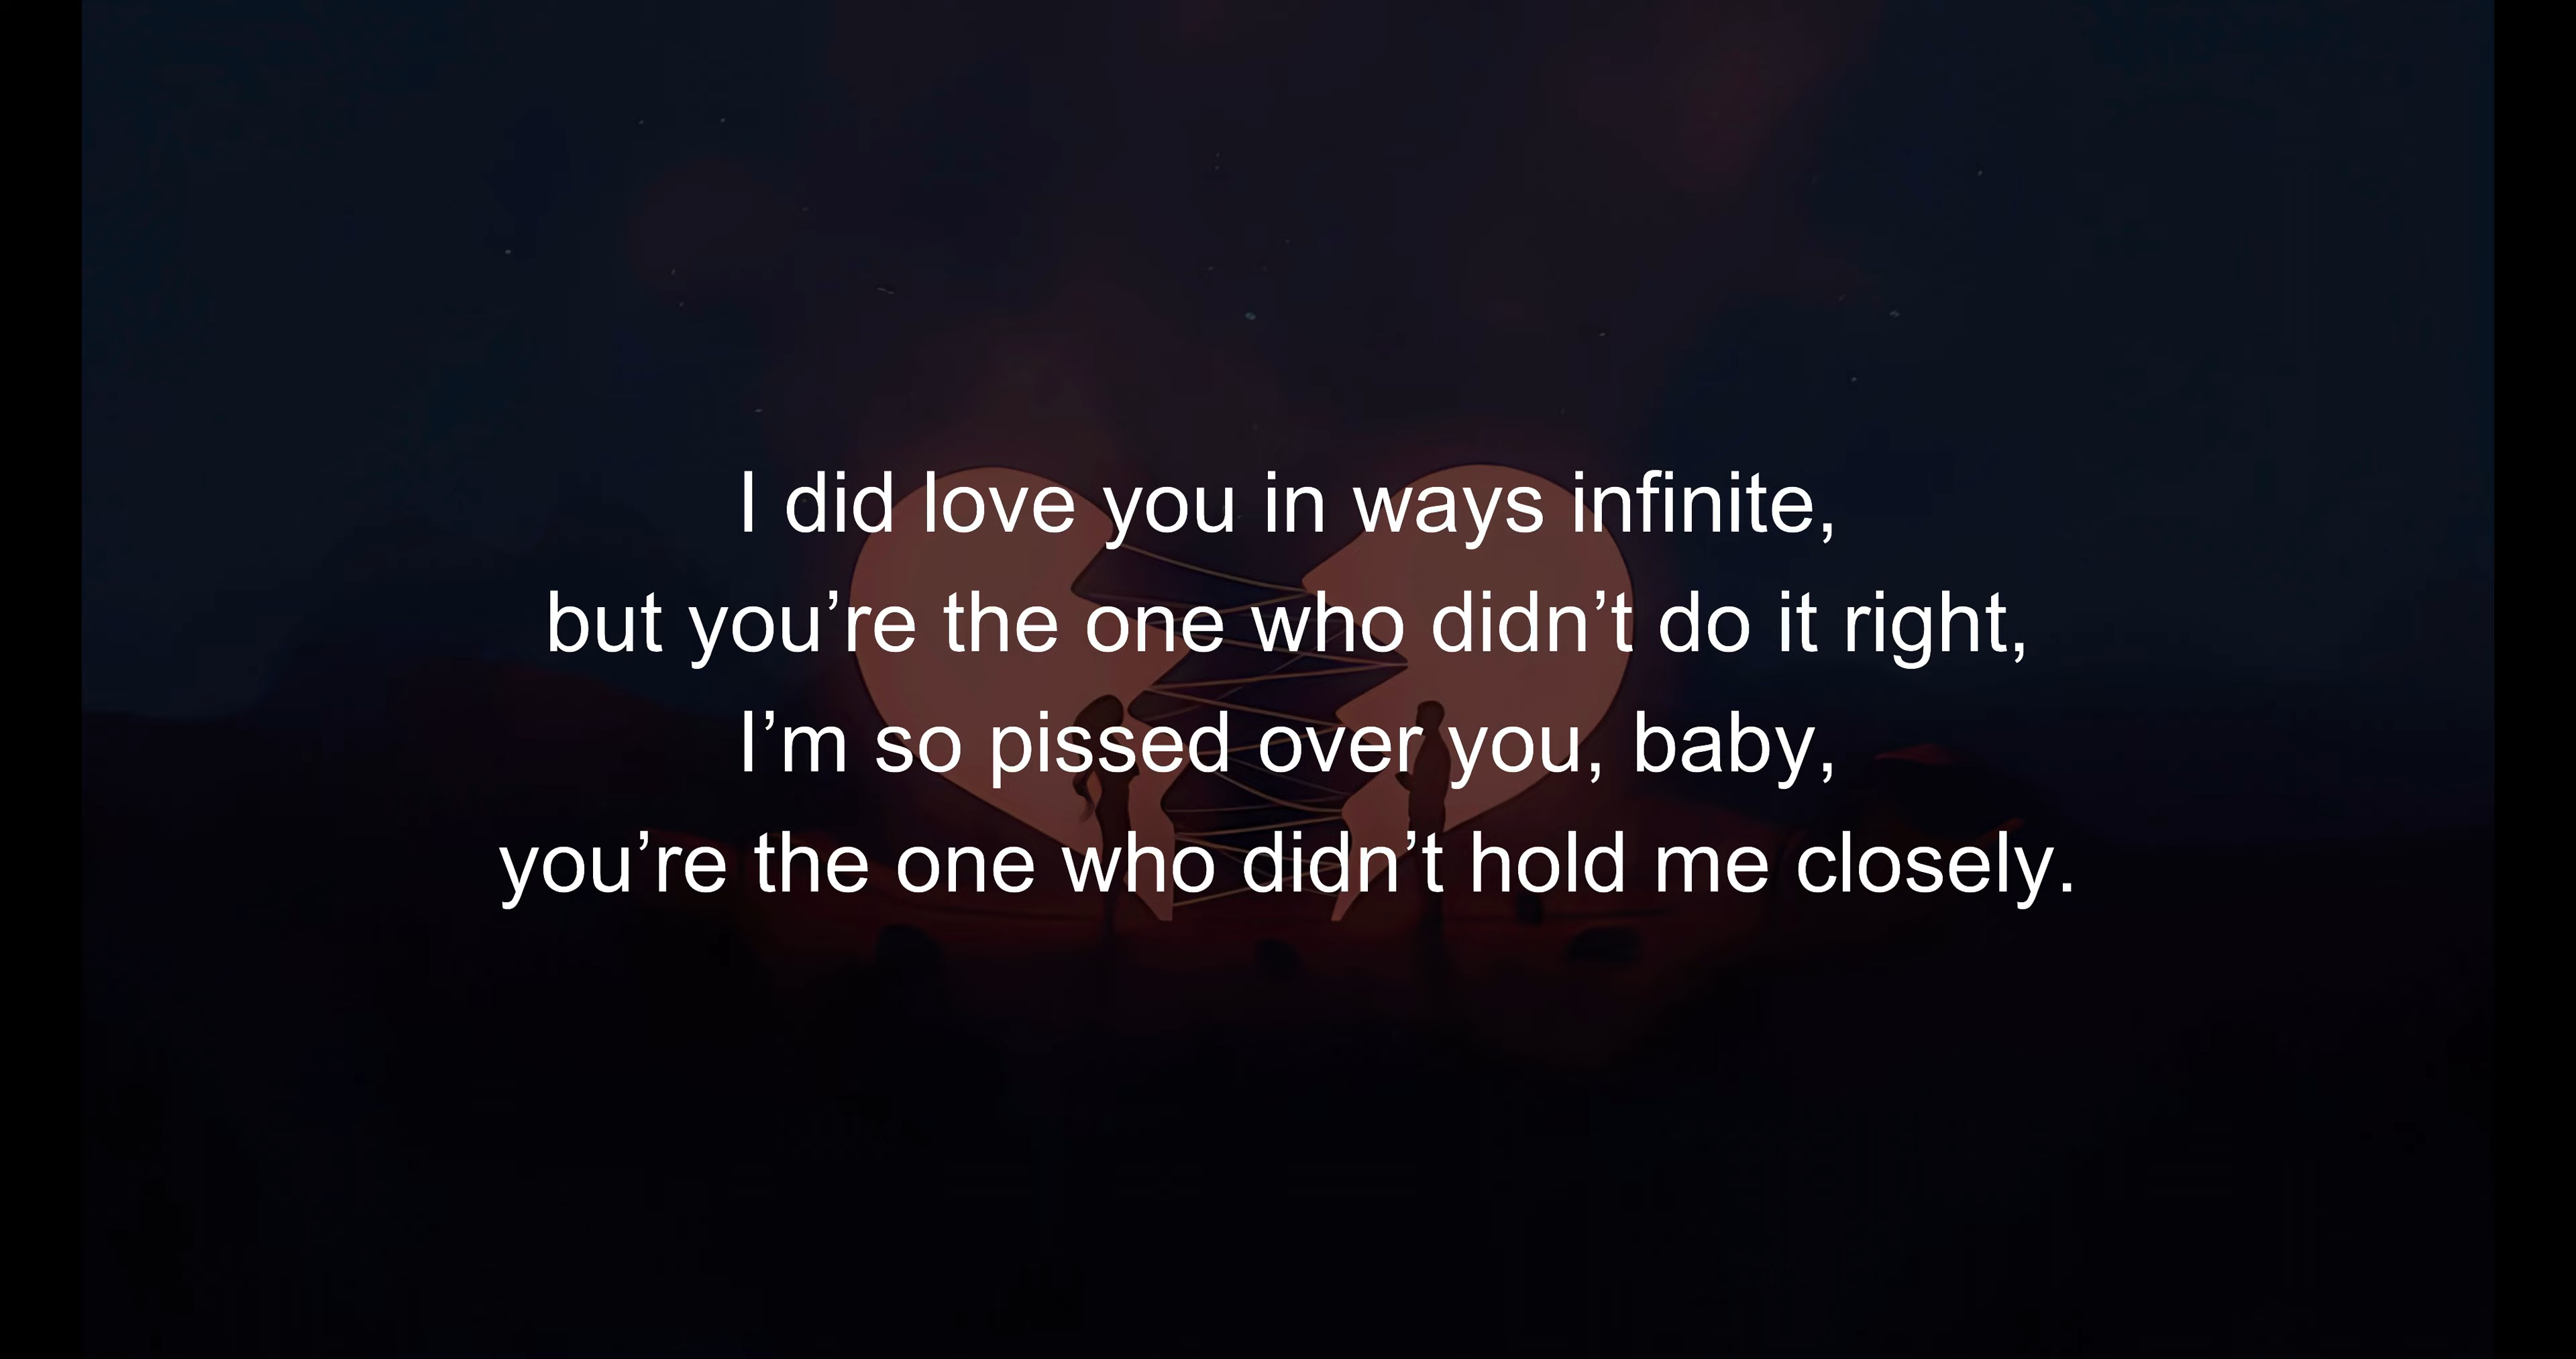 I did love you in ways infinite,
but you’re the one who didn’t do it right,
I’m so pissed over you, baby,
you’re the one who didn’t hold me closely.